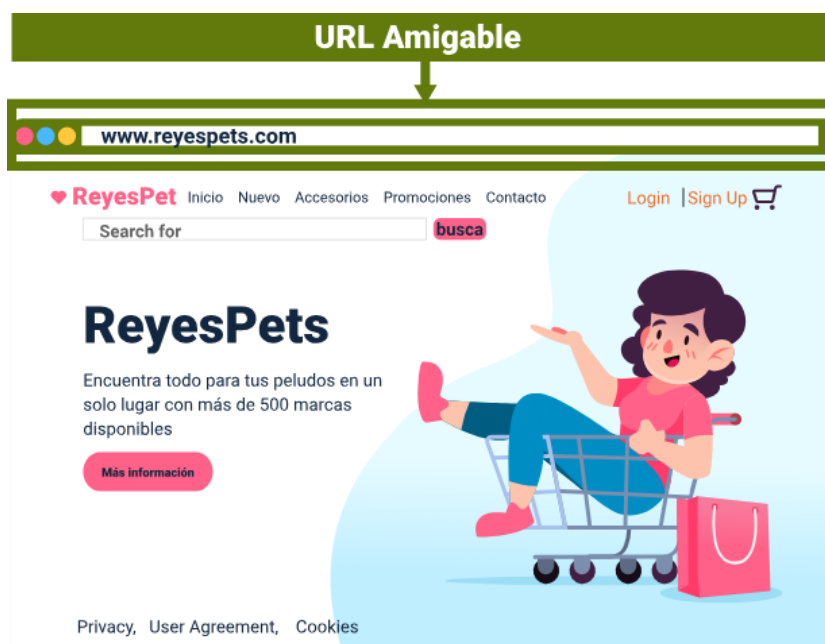 URL Amigable
www.reyespets.com
ReyesPet Inicio Nuevo Accesorios Promociones Contacto Login |Sign Up
Search for busca
ReyesPets
Encuentra todo para tus peludos en un
solo lugar con más de 500 marcas
disponibles
Más información
Privacy, User Agreement, Cookies